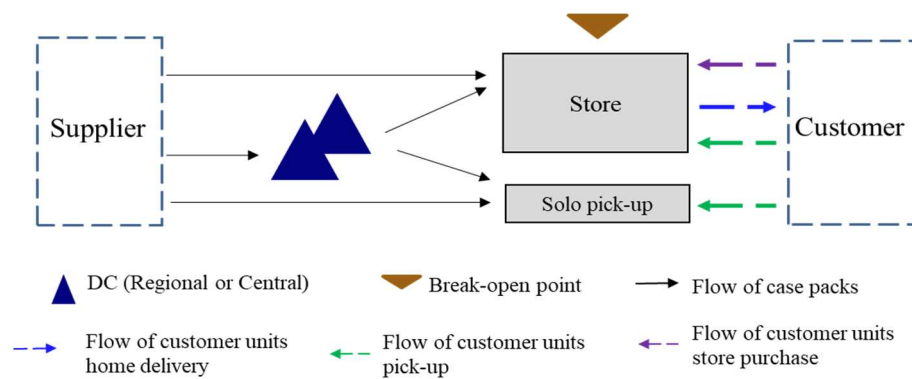 Supplier
Store
Customer
Solo pick-up
DC (Regional or Central)
Break-open point
Flow of case packs
Flow of customer units
home delivery
Flow of customer units
pick-up
Flow of customer units
store purchase